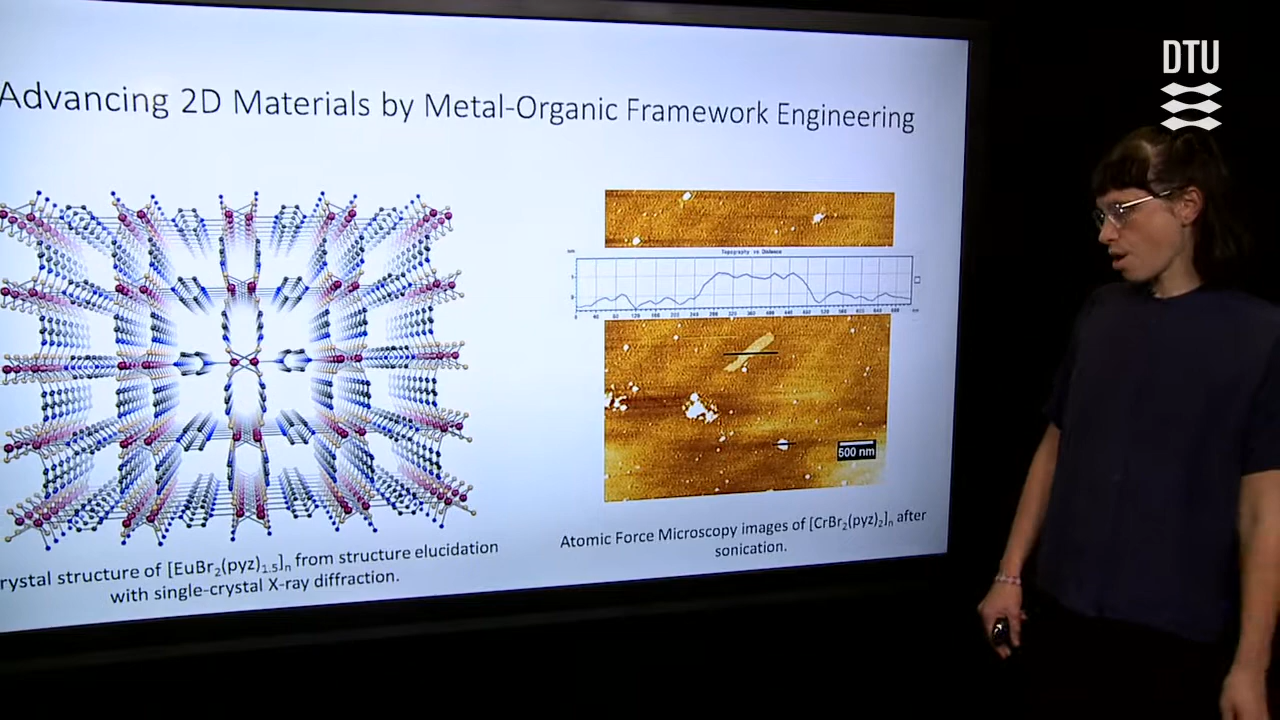 DTU
Advancing 2D Materials by Metal-Organic Framework Engineering
Topography vs Distance
500 nm
rystal structure of [EuBr2(pyz)1.5]n from structure elucidation
with single-crystal X-ray diffraction.
Atomic Force Microscopy images of [CrBr2(pyz)2]n after
sonication.